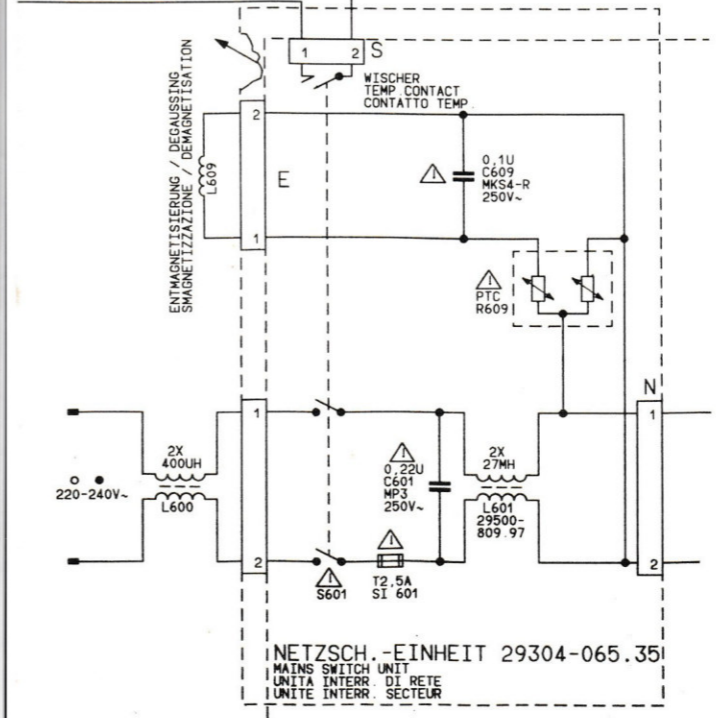 1 2 S
WISCHER
TEMP.CONTACT
CONTATTO TEMP.
ENTMAGNETISIERUNG / DEGAUSSING
SMAGNETIZZAZIONE / DEMAGNETISATION
L609
2
E
1
0,1U
C609
MKS4-R
250V~
PTC
R609
N
1
1
2X
400UH
220-240V~
L600
0,22U
C601
MP3
250V~
2X
27MH
L601
29500-
809.97
2
2
S601
T2,5A
SI 601
NETZSCH.-EINHEIT 29304-065.35
MAINS SWITCH UNIT
UNITA INTERR. DI RETE
UNITE INTERR. SECTEUR